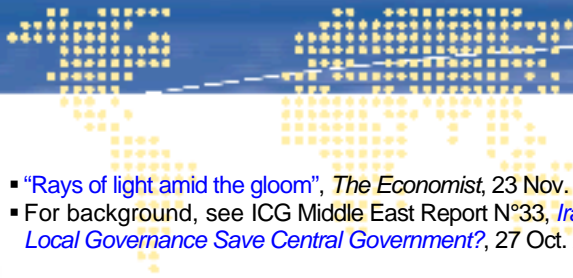 ▪ “Rays of light amid the gloom”, The Economist, 23 Nov.
▪ For background, see ICG Middle East Report N°33,
Local Governance Save Central Government?, 27 Oct.